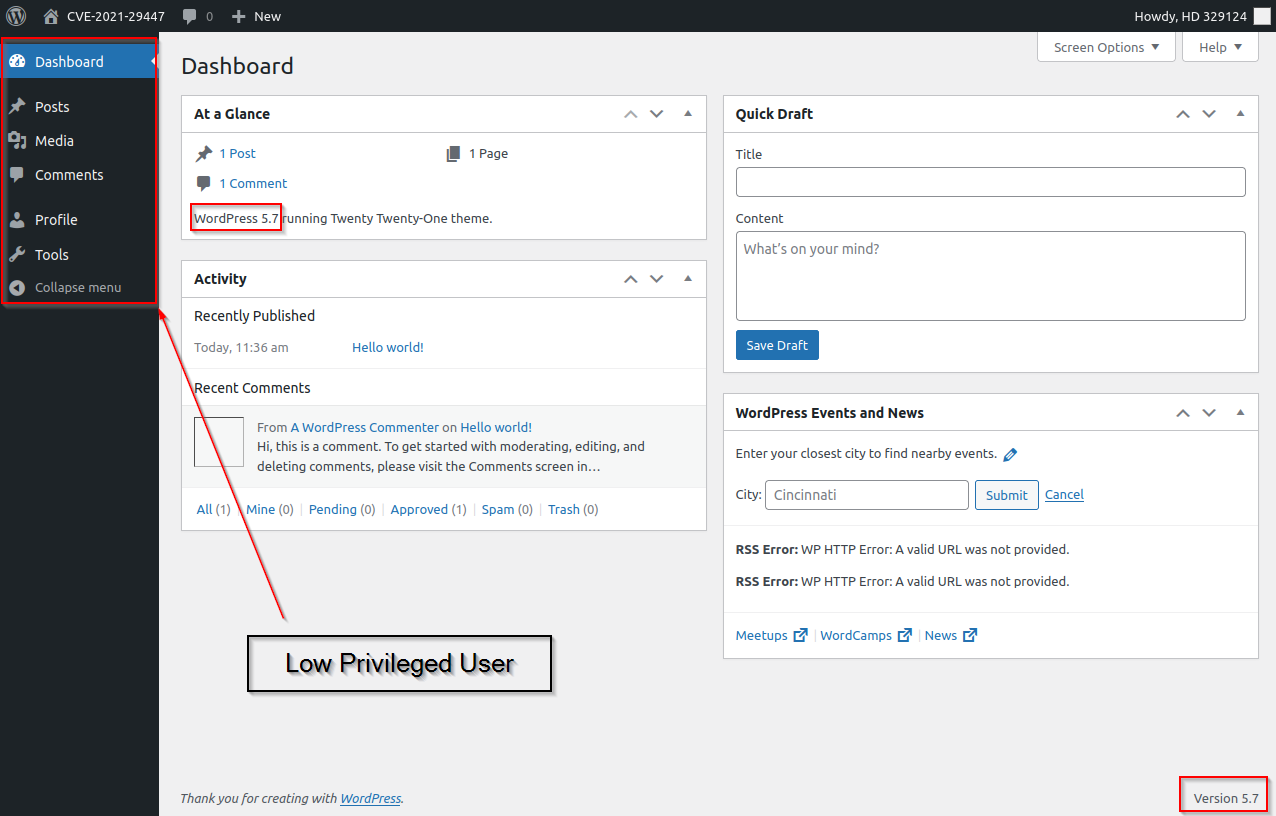 CVE-2021-29447 0 New Howdy, HD 329124
Dashboard
Posts
Media
Comments
Profile
Tools
Collapse menu
Screen Options Help
Dashboard
At a Glance
1 Post 1 Page
1 Comment
WordPress 5.7 running Twenty Twenty-One theme.
Activity
Recently Published
Today, 11:36 am Hello world!
Recent Comments
From A WordPress Commenter on Hello world!
Hi, this is a comment. To get started with moderating, editing, and
deleting comments, please visit the Comments screen in…
All (1) Mine (0) | Pending (0) | Approved (1) | Spam (0) | Trash (0)
Quick Draft
Title
Content
What's on your mind?
Save Draft
WordPress Events and News
Enter your closest city to find nearby events.
City: Cincinnati Submit Cancel
RSS Error: WP HTTP Error: A valid URL was not provided.
RSS Error: WP HTTP Error: A valid URL was not provided.
Meetups | WordCamps | News
Low Privileged User
Thank you for creating with WordPress.
Version 5.7